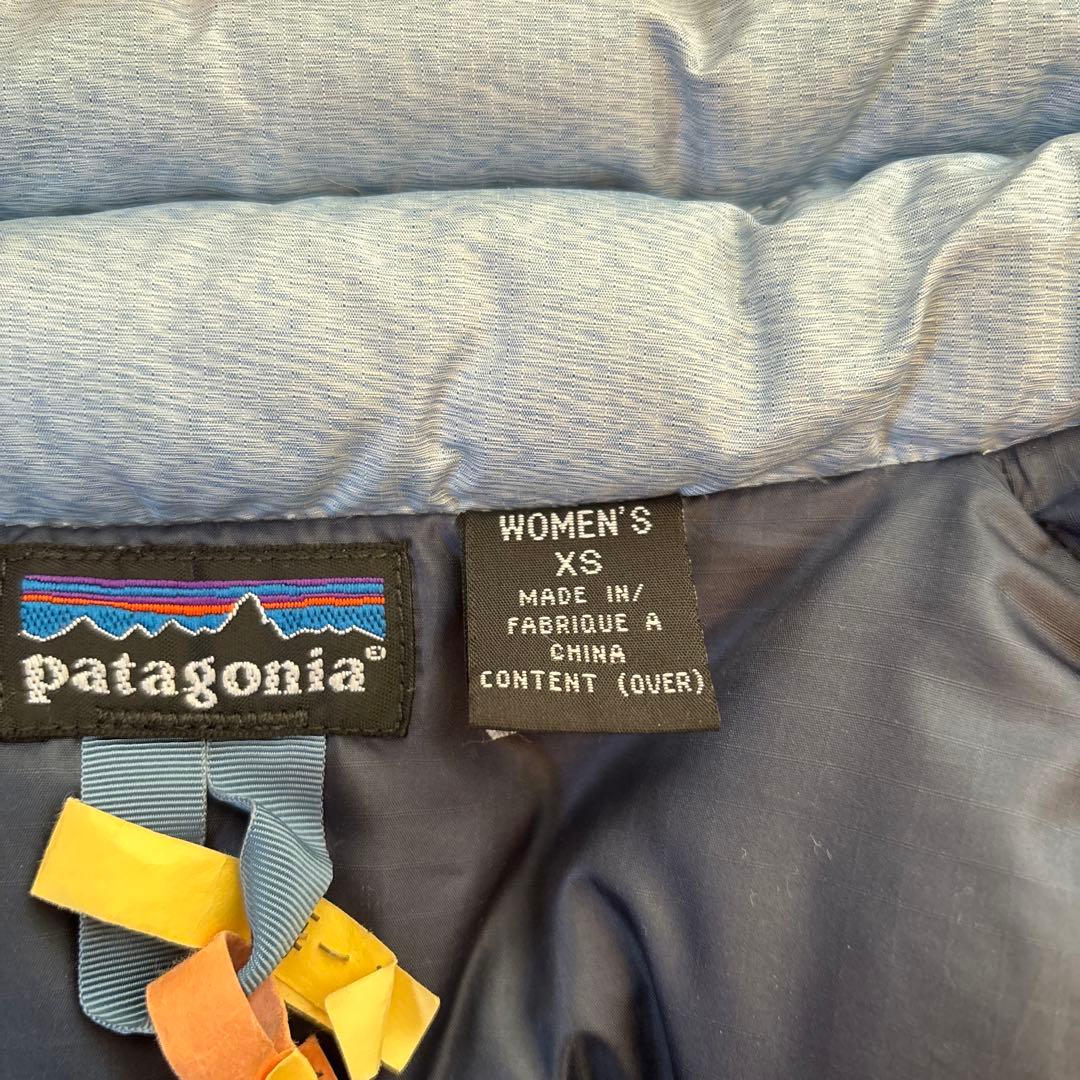 patagonia®
WOMEN'S
XS
MADE IN/
FABRIQUE A
CHINA
CONTENT (OVER)